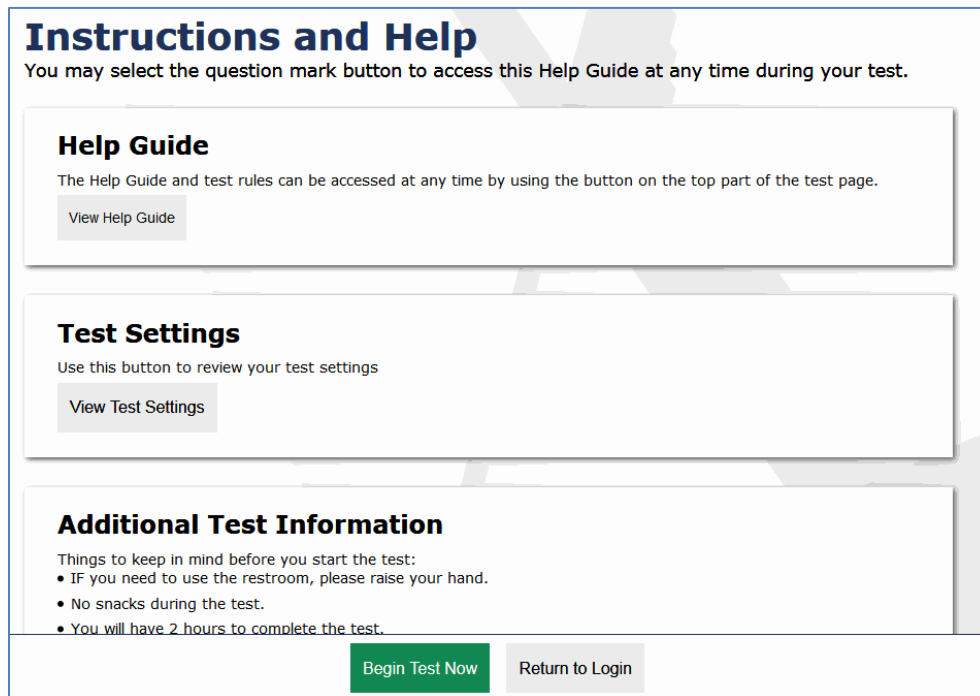 Instructions and Help
You may select the question mark button to access this Help Guide at any time during your test.
Help Guide
The Help Guide and test rules can be accessed at any time by using the button on the top part of the test page.
View Help Guide
Test Settings
Use this button to review your test settings
View Test Settings
Additional Test Information
Things to keep in mind before you start the test:
• IF you need to use the restroom, please raise your hand.
• No snacks during the test.
• You will have 2 hours to complete the test.
Begin Test Now
Return to Login